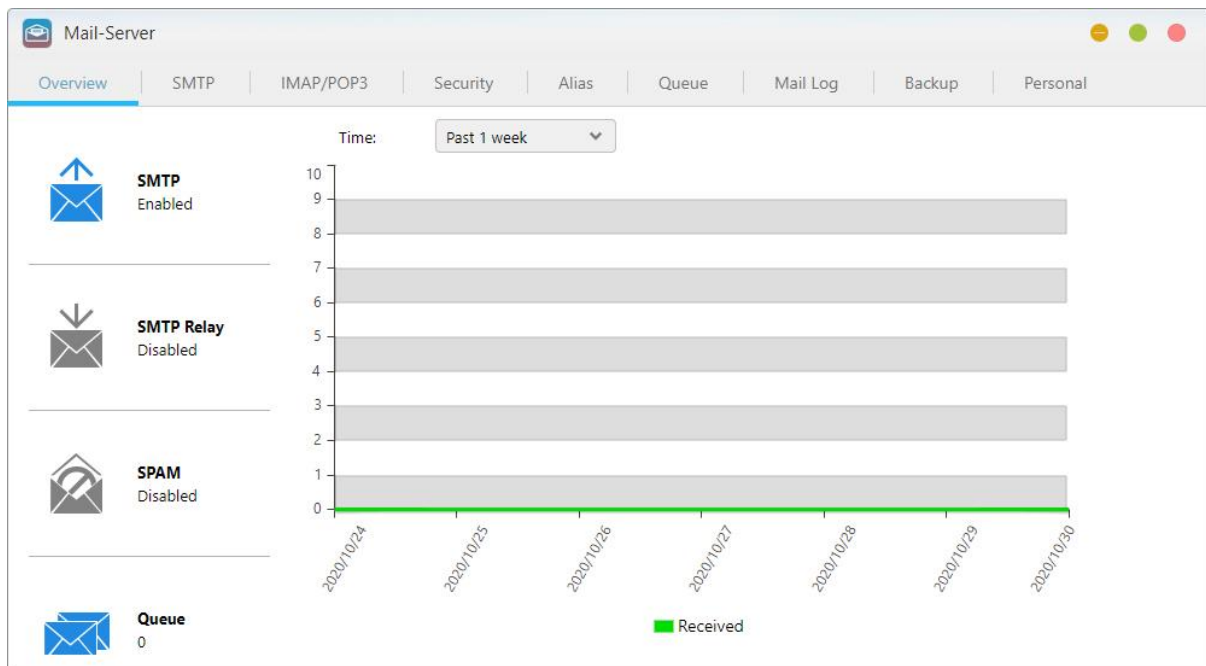 Mail-Server
Overview SMTP IMAP/POP3 Security Alias Queue Mail Log Backup Personal
Time: Past 1 week
SMTP
Enabled
SMTP Relay
Disabled
SPAM
Disabled
Queue
0
10
9
8
7
6
5
4
3
2
1
0
2020/10/24 2020/10/25 2020/10/26 2020/10/27 2020/10/28 2020/10/29 2020/10/30
Received